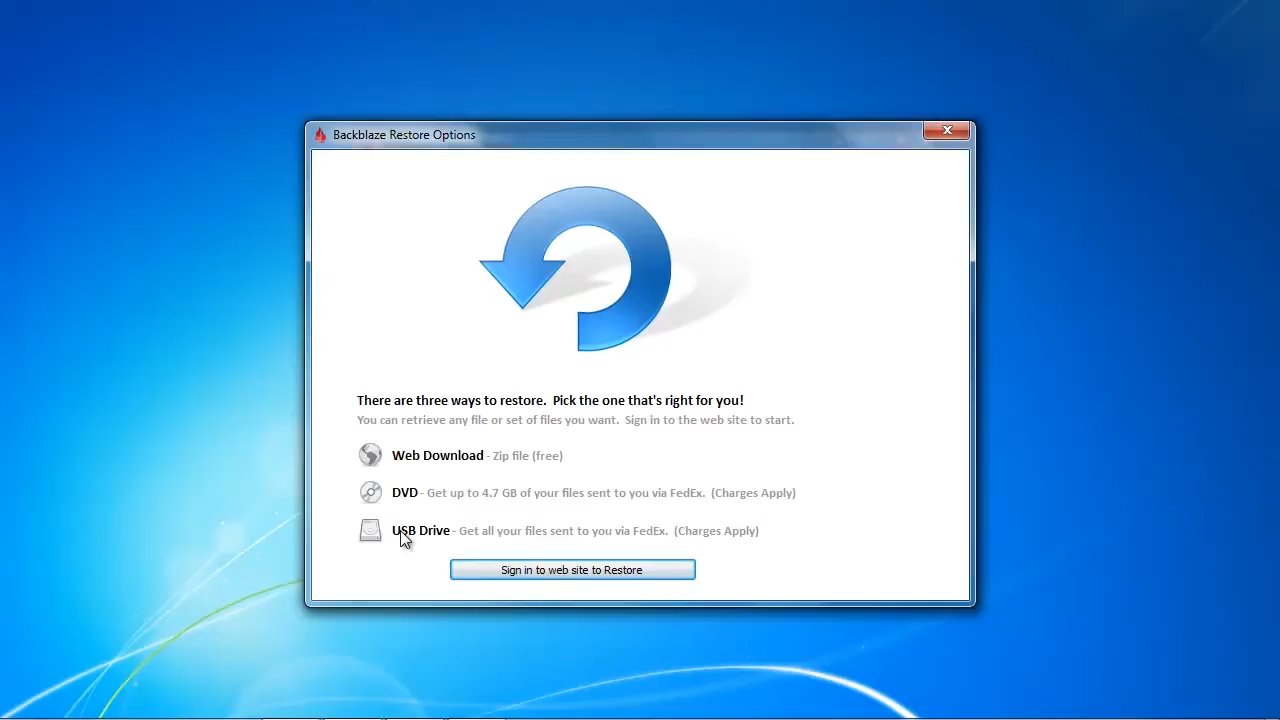 Backblaze Restore Options
There are three ways to restore.  Pick the one that's right for you!
You can retrieve any file or set of files you want.  Sign in to the web site to start.
Web Download - Zip file (free)
DVD - Get up to 4.7 GB of your files sent to you via FedEx.  (Charges Apply)
USB Drive - Get all your files sent to you via FedEx.  (Charges Apply)
Sign in to web site to Restore